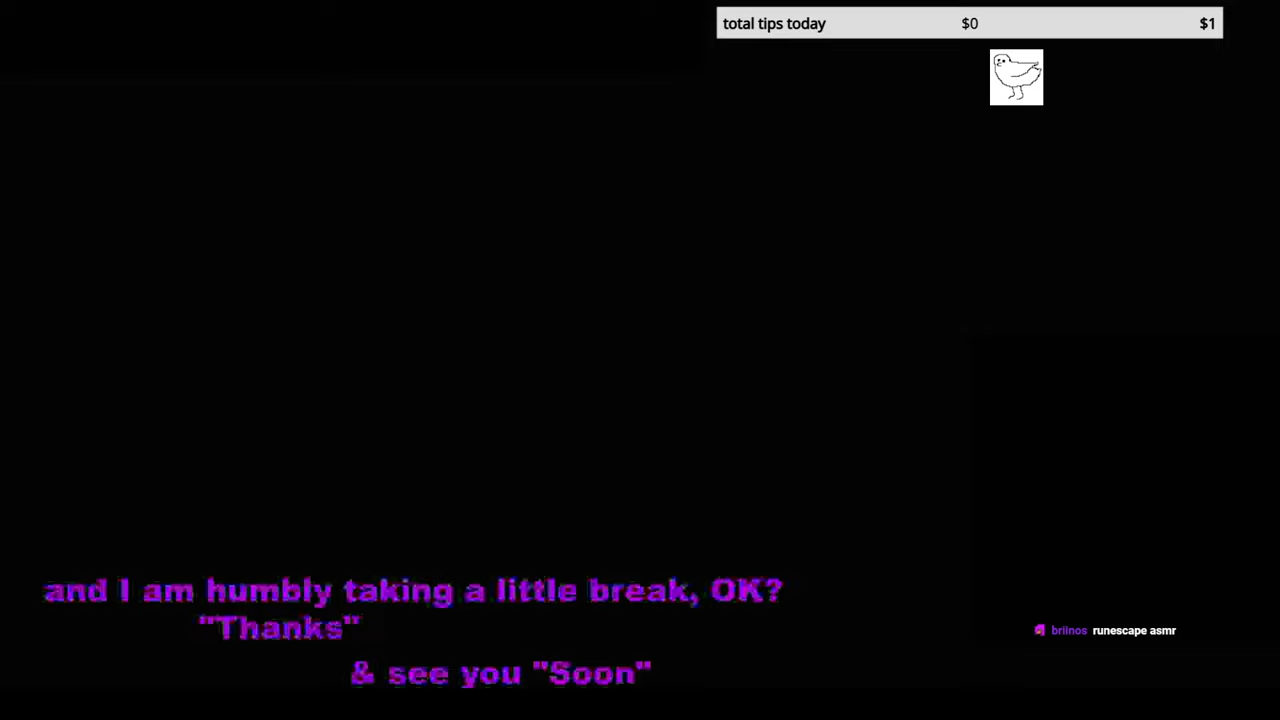 total tips today $0 $1
and I am humbly taking a little break, OK?
"Thanks"
briinos runescape asmr
& see you "Soon"